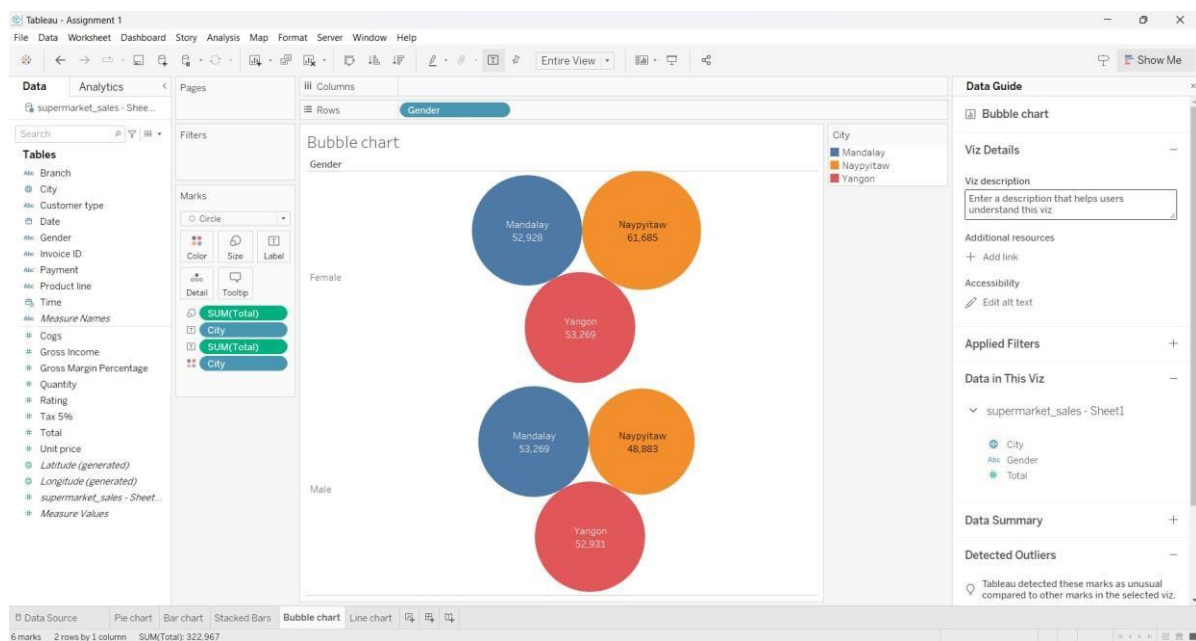 Tableau - Assignment 1
File Data Worksheet Dashboard Story Analysis Map Format Server Window Help
Entire View
Show Me
Data Analytics
supermarket_sales - Shee...
Search
Tables
Abc Branch
City
Abc Customer type
Date
Abc Gender
Abc Invoice ID
Abc Payment
Abc Product line
Time
Abc Measure Names
# Cogs
# Gross Income
# Gross Margin Percentage
# Quantity
# Rating
# Tax 5%
# Total
# Unit price
Latitude (generated)
Longitude (generated)
# supermarket_sales - Sheet...
# Measure Values
Pages
Filters
Marks
Circle
Color Size Label
Detail Tooltip
SUM(Total)
City
SUM(Total)
City
Columns
Rows Gender
Bubble chart
Gender
Female
Mandalay
52,928
Naypyitaw
61,685
Yangon
53,269
Male
Mandalay
53,269
Naypyitaw
48,883
Yangon
52,931
City
Mandalay
Naypyitaw
Yangon
Data Guide
Bubble chart
Viz Details
Viz description
Enter a description that helps users
understand this viz
Additional resources
+ Add link
Accessibility
Edit alt text
Applied Filters
Data in This Viz
supermarket_sales - Sheet1
City
Abc Gender
# Total
Data Summary
Detected Outliers
Tableau detected these marks as unusual
compared to other marks in the selected viz.
Data Source Pie chart Bar chart Stacked Bars Bubble chart Line chart
6 marks 2 rows by 1 column SUM(Total): 322,967